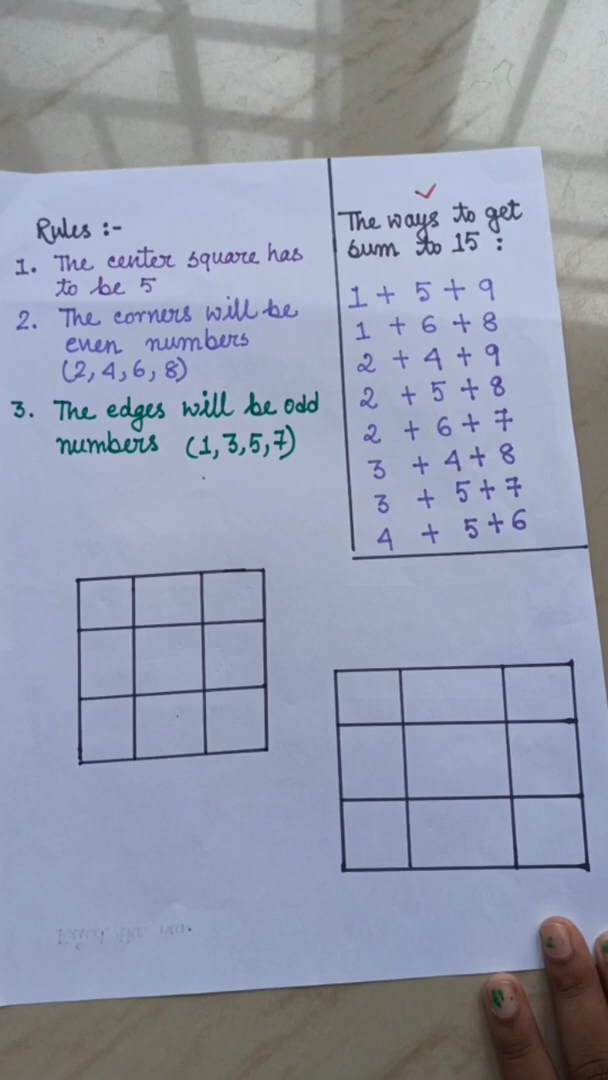 Rules :-
1. The center square has
to be 5
2. The corners will be
even numbers
(2, 4, 6, 8)
3. The edges will be odd
numbers (1, 3, 5, 7)
The ways to get
sum to 15 :
1 + 5 + 9
1 + 6 + 8
2 + 4 + 9
2 + 5 + 8
2 + 6 + 7
3 + 4 + 8
3 + 5 + 7
4 + 5 + 6